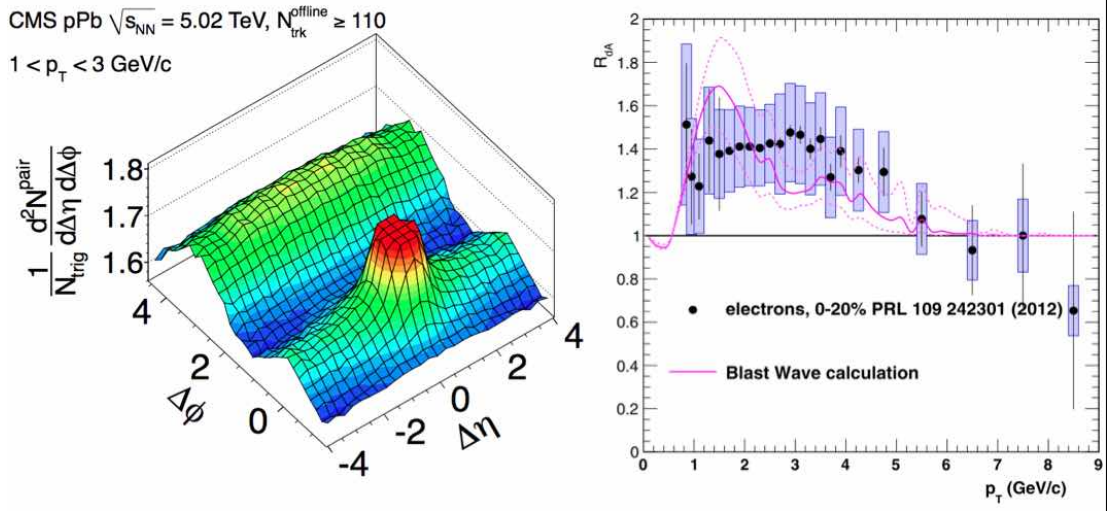 CMS pPb √s_NN = 5.02 TeV, N_trk^offline ≥ 110
1 < p_T < 3 GeV/c
1/N_trig d²N^pair/dΔη dΔφ
1.8
1.7
1.6
4
2
0
Δφ
-4
-2
0
2
4
Δη
R_dA
2
1.8
1.6
1.4
1.2
1
0.8
0.6
0.4
0.2
0
electrons, 0-20% PRL 109 242301 (2012)
Blast Wave calculation
0 1 2 3 4 5 6 7 8 9
p_T (GeV/c)